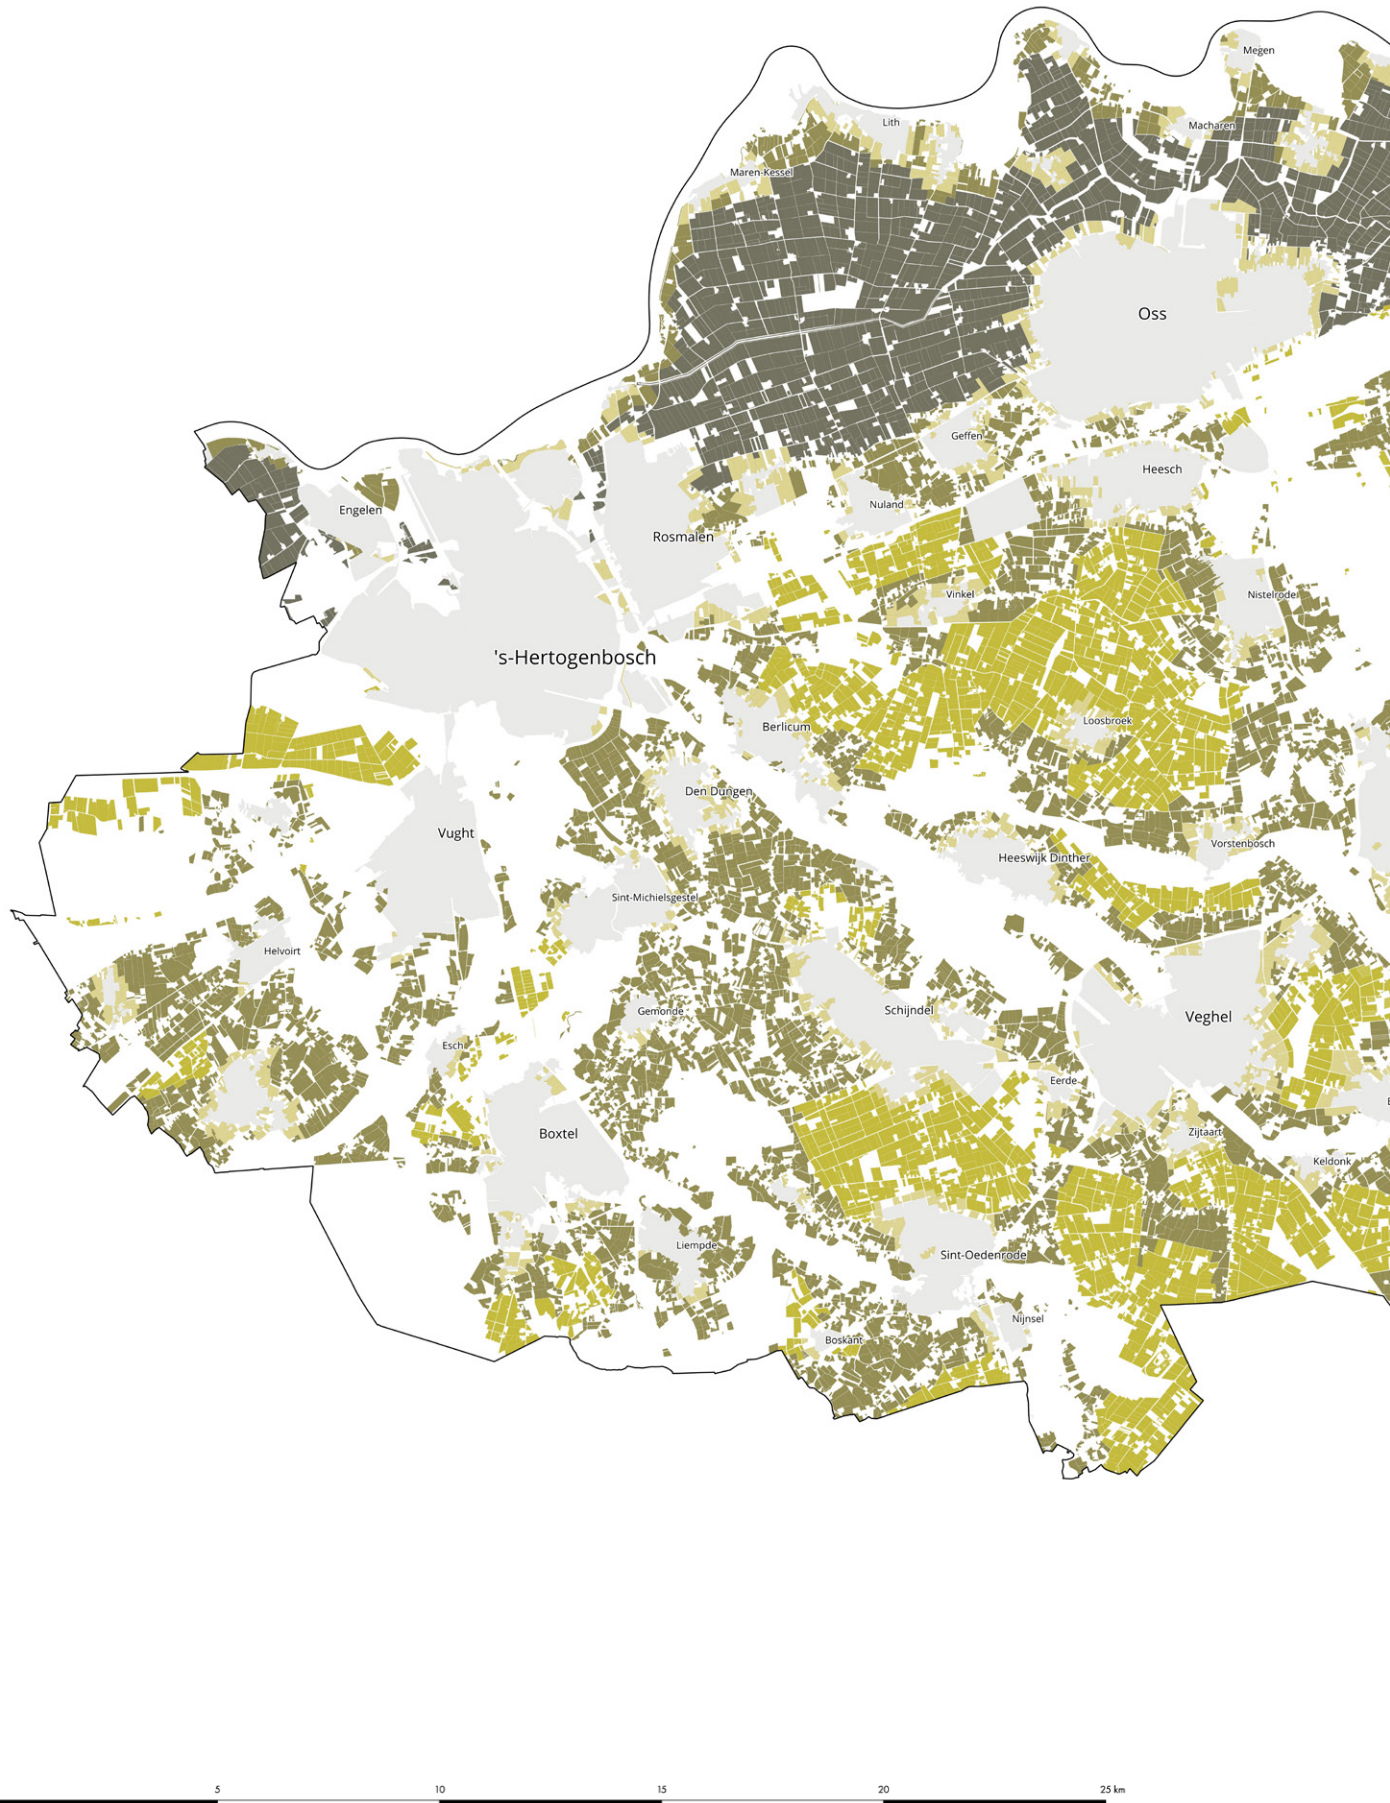 Megen
Lith
Macharen
Maren-Kessel
Oss
Geffen
Heesch
Nuland
Engelen
Rosmalen
Vinkel
Nistelrode
's-Hertogenbosch
Loosbroek
Berlicum
Den Dungen
Vught
Vorstenbosch
Heeswijk Dinther
Sint-Michielsgestel
Helvoirt
Schijndel
Gemonde
Veghel
Esch
Eerde
Boxtel
Zijtaart
Keldonk
Liempde
Sint-Oedenrode
Nijnsel
Boskant
5 10 15 20 25 km